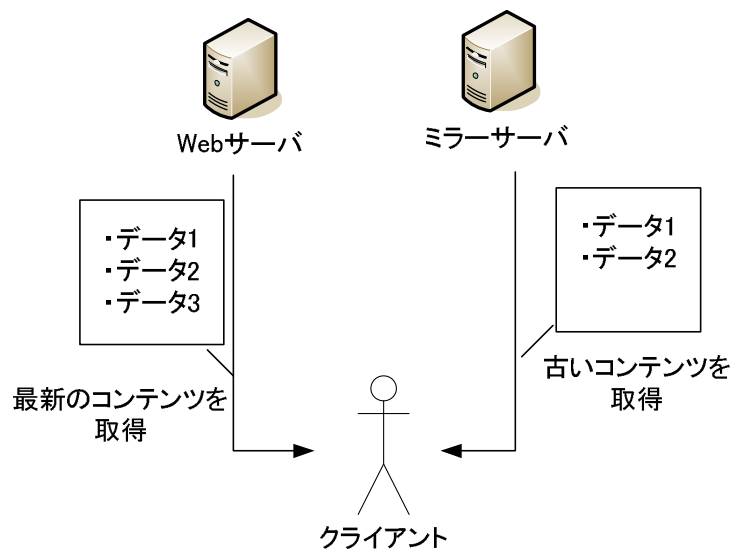 Webサーバ
ミラーサーバ
・データ1
・データ2
・データ3
・データ1
・データ2
最新のコンテンツを
取得
古いコンテンツを
取得
クライアント